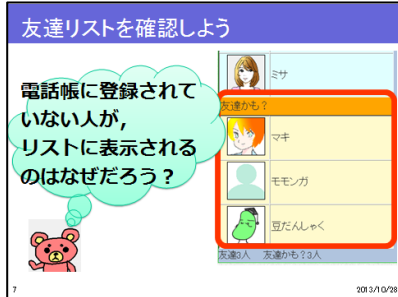 友達リストを確認しよう
ミサ
電話帳に登録されて
いない人が,
リストに表示される
のはなぜだろう？
友達かも？
マキ
モモンガ
豆だんしゃく
友達3人 友達かも？3人
7
2013/10/28